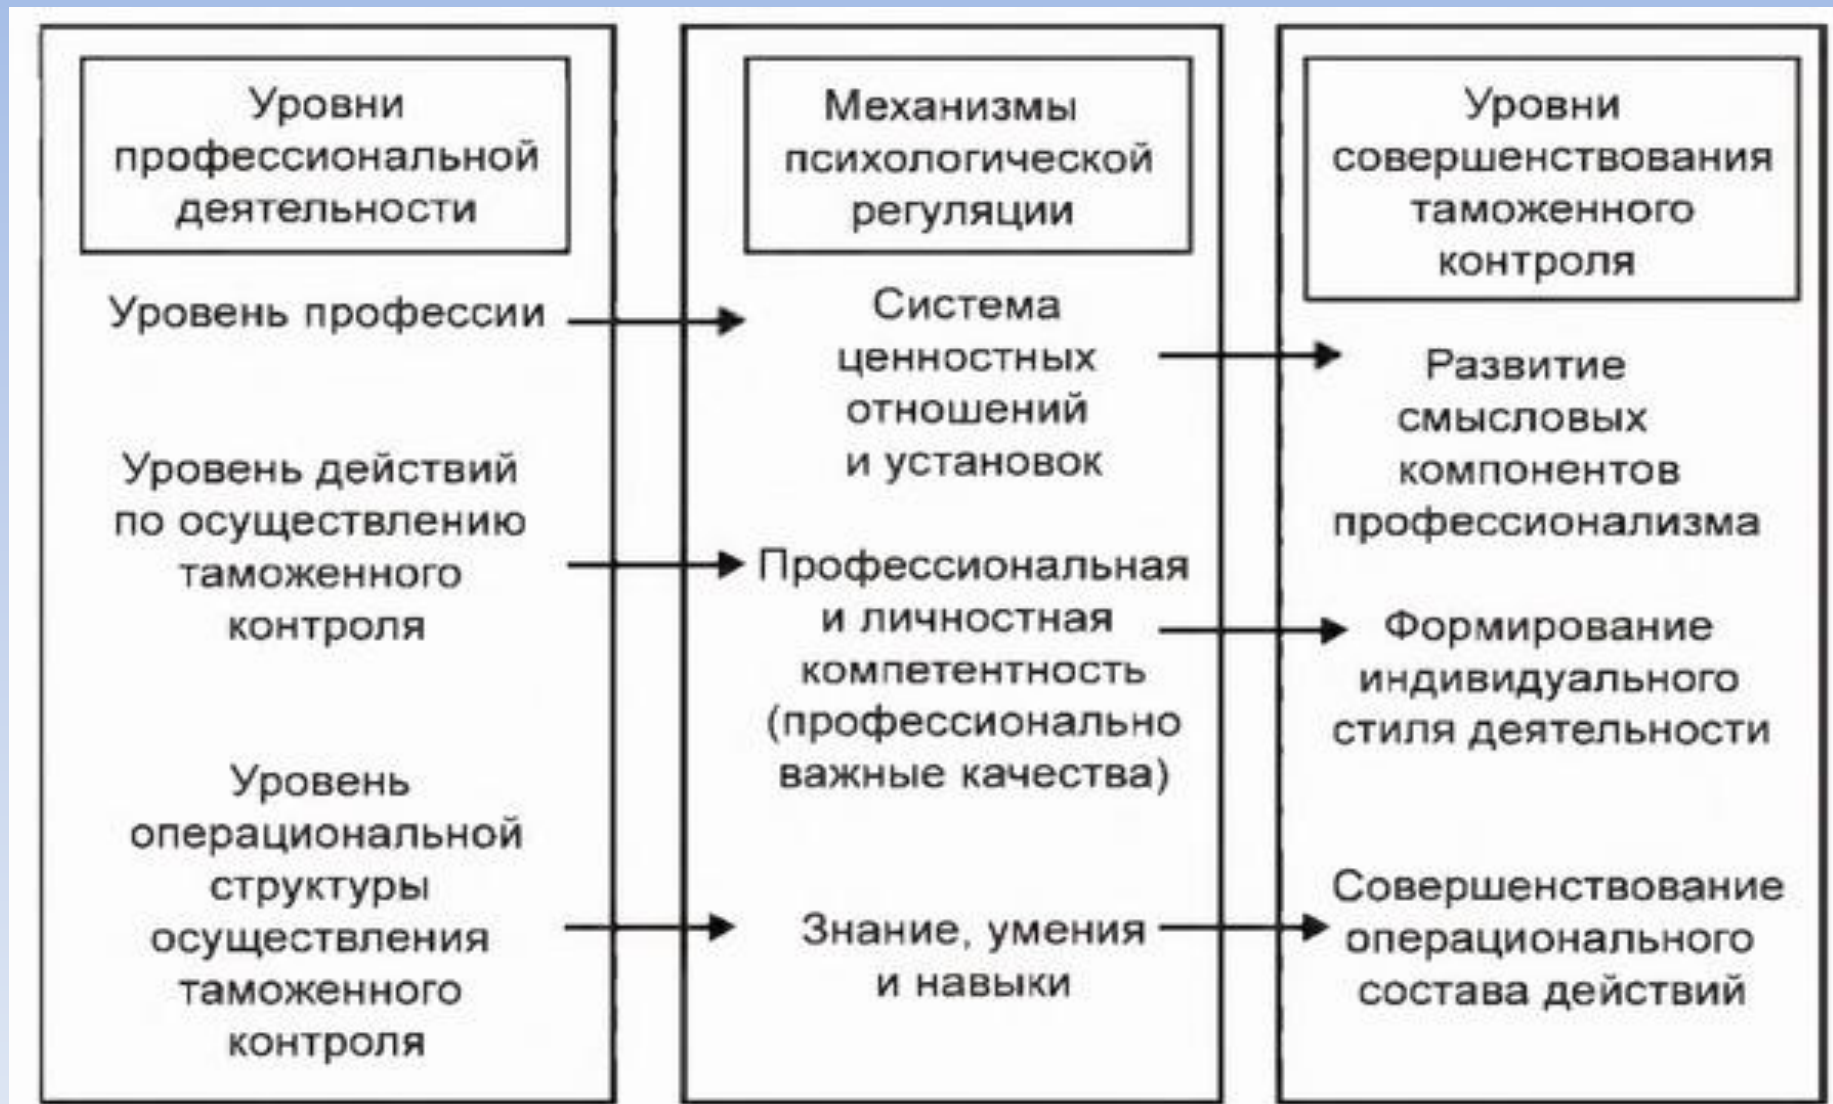 Уровни
профессиональной
деятельности
Уровень профессии
Уровень действий
по осуществлению
таможенного
контроля
Уровень
операциональной
структуры
осуществления
таможенного
контроля
Механизмы
психологической
регуляции
Система
ценностных
отношений
и установок
Профессиональная
и личностная
компетентность
(профессионально
важные качества)
Знание, умения
и навыки
Уровни
совершенствования
таможенного
контроля
Развитие
смысловых
компонентов
профессионализма
Формирование
индивидуального
стиля деятельности
Совершенствование
операционального
состава действий